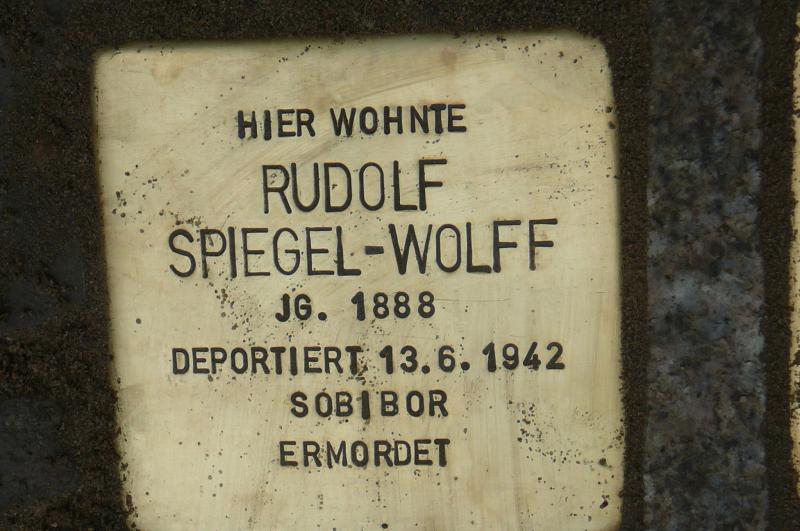 HIER WOHNTE
RUDOLF
SPIEGEL-WOLFF
JG. 1888
DEPORTIERT 13.6.1942
SOBIBOR
ERMORDET